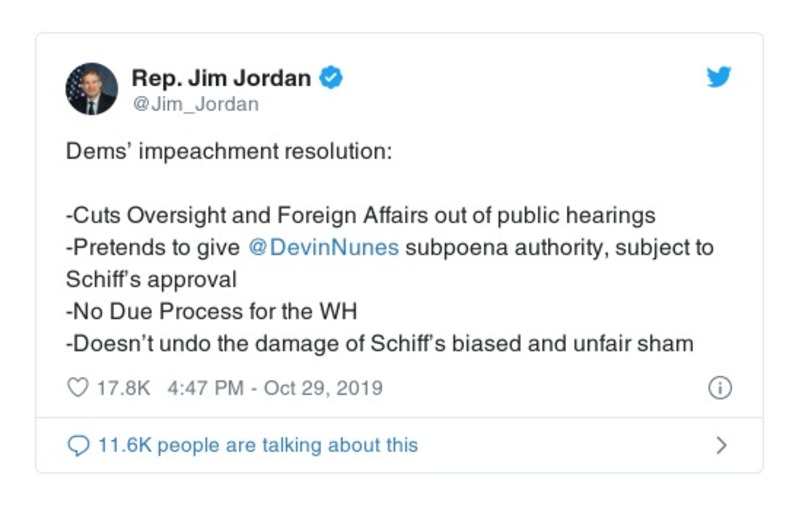 Rep. Jim Jordan
@Jim_Jordan
Dems’ impeachment resolution:
-Cuts Oversight and Foreign Affairs out of public hearings
-Pretends to give @DevinNunes subpoena authority, subject to
Schiff’s approval
-No Due Process for the WH
-Doesn’t undo the damage of Schiff’s biased and unfair sham
17.8K 4:47 PM - Oct 29, 2019
11.6K people are talking about this